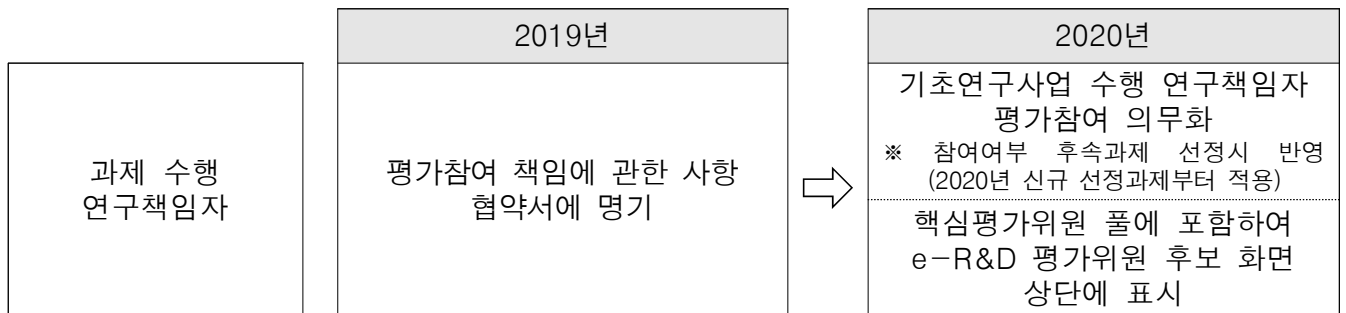 2019년
2020년
과제 수행
연구책임자
평가참여 책임에 관한 사항
협약서에 명기
기초연구사업 수행 연구책임자
평가참여 의무화
※ 참여여부 후속과제 선정시 반영
(2020년 신규 선정과제부터 적용)
핵심평가위원 풀에 포함하여
e-R&D 평가위원 후보 화면
상단에 표시